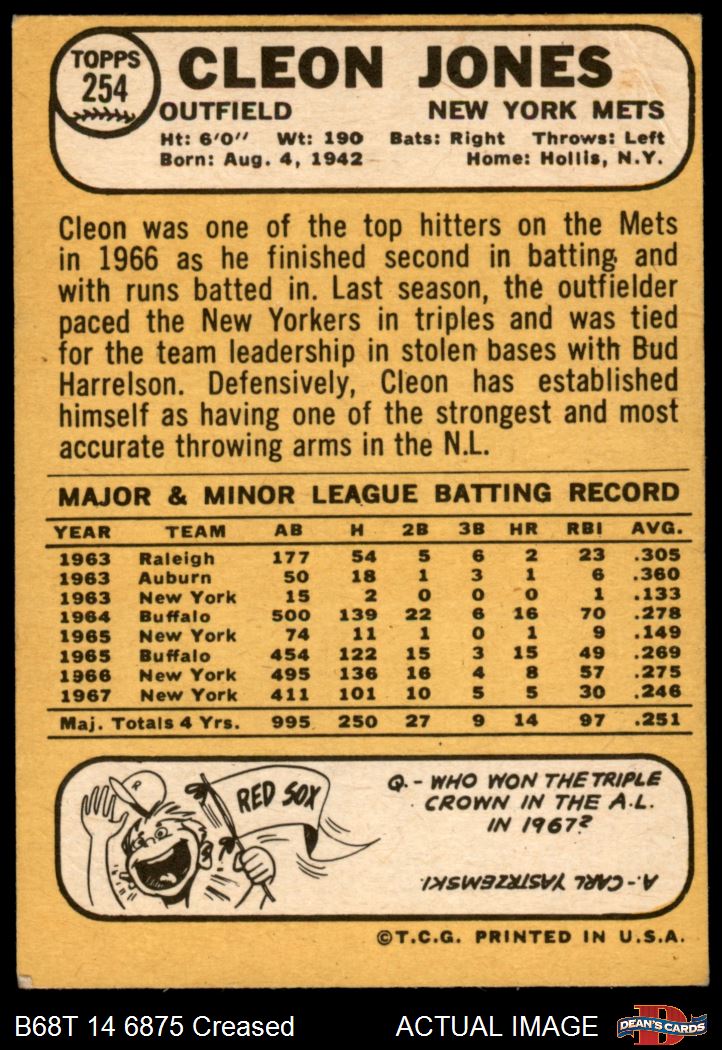 TOPPS
254
CLEON JONES
OUTFIELD NEW YORK METS
Ht: 6'0" Wt: 190 Bats: Right Throws: Left
Born: Aug. 4, 1942 Home: Hollis, N.Y.
Cleon was one of the top hitters on the Mets
in 1966 as he finished second in batting and
with runs batted in. Last season, the outfielder
paced the New Yorkers in triples and was tied
for the team leadership in stolen bases with Bud
Harrelson. Defensively, Cleon has established
himself as having one of the strongest and most
accurate throwing arms in the N.L.
MAJOR & MINOR LEAGUE BATTING RECORD
YEAR TEAM AB H 2B 3B HR RBI AVG.
1963 Raleigh 177 54 5 6 2 23 .305
1963 Auburn 50 18 1 3 1 6 .360
1963 New York 15 2 0 0 0 1 .133
1964 Buffalo 500 139 22 6 16 70 .278
1965 New York 74 11 1 0 1 9 .149
1965 Buffalo 454 122 15 3 15 49 .269
1966 New York 495 136 16 4 8 57 .275
1967 New York 411 101 10 5 5 30 .246
Maj. Totals 4 Yrs. 995 250 27 9 14 97 .251
R
RED SOX
Q.- WHO WON THE TRIPLE
CROWN IN THE A.L.
IN 1967?
A.- CARL YASTRZEMSKI.
©T.C.G. PRINTED IN U.S.A.
B68T 14 6875 Creased ACTUAL IMAGE
D
DEAN'S CARDS